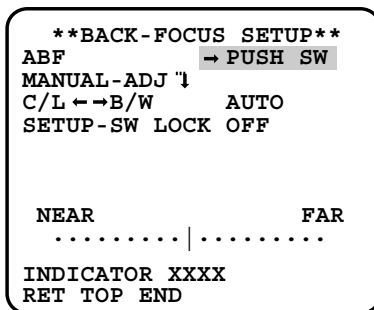 **BACK-FOCUS SETUP**
ABF → PUSH SW
MANUAL-ADJ ⮧
C/L ←→B/W AUTO
SETUP-SW LOCK OFF
NEAR FAR
.........|.........
INDICATOR XXXX
RET TOP END